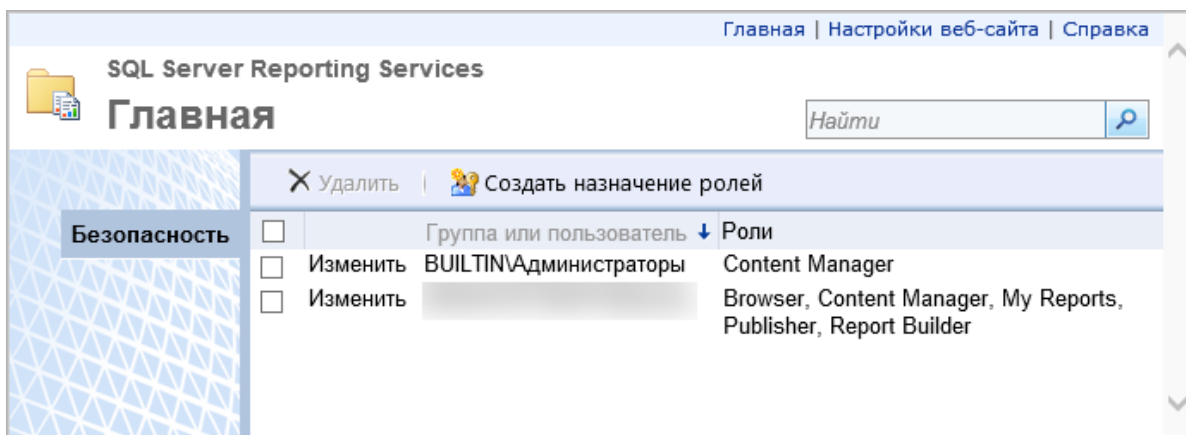 Главная | Настройки веб-сайта | Справка
SQL Server Reporting Services
Главная
Найти
Удалить | Создать назначение ролей
Безопасность
Группа или пользователь Роли
Изменить BUILTIN\Администраторы Content Manager
Изменить Browser, Content Manager, My Reports,
Publisher, Report Builder